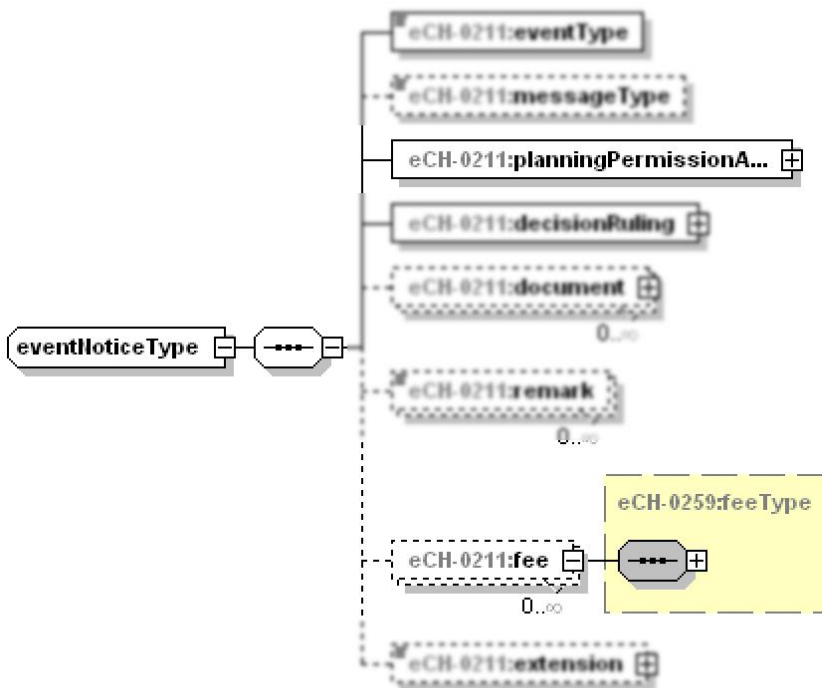 eCH-0211:eventType
eCH-0211:messageType
eCH-0211:planningPermissionA...
eCH-0211:decisionRuling
eCH-0211:document
0..∞
eventNoticeType
eCH-0211:remark
0..∞
eCH-0259:feeType
eCH-0211:fee
0..∞
eCH-0211:extension